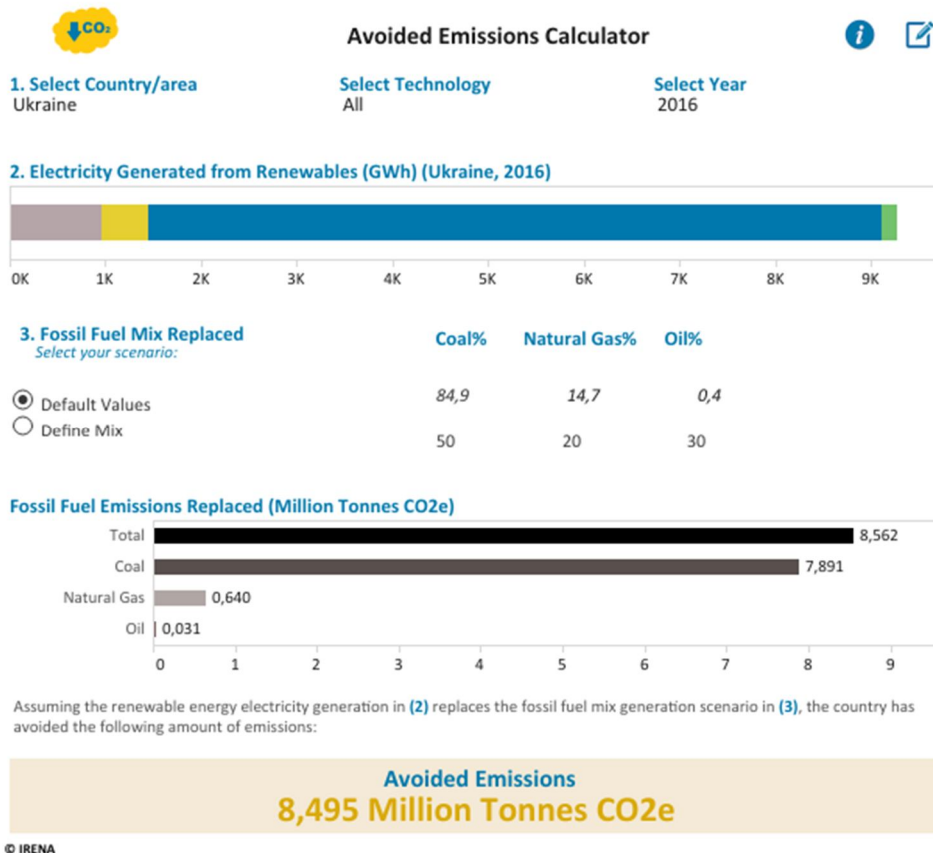 CO₂
Avoided Emissions Calculator
i
1. Select Country/area Select Technology Select Year
Ukraine All 2016
2. Electricity Generated from Renewables (GWh) (Ukraine, 2016)
0K 1K 2K 3K 4K 5K 6K 7K 8K 9K
3. Fossil Fuel Mix Replaced Coal% Natural Gas% Oil%
Select your scenario:
Default Values 84,9 14,7 0,4
Define Mix 50 20 30
Fossil Fuel Emissions Replaced (Million Tonnes CO2e)
Total 8,562
Coal 7,891
Natural Gas 0,640
Oil 0,031
0 1 2 3 4 5 6 7 8 9
Assuming the renewable energy electricity generation in (2) replaces the fossil fuel mix generation scenario in (3), the country has
avoided the following amount of emissions:
Avoided Emissions
8,495 Million Tonnes CO2e
© IRENA